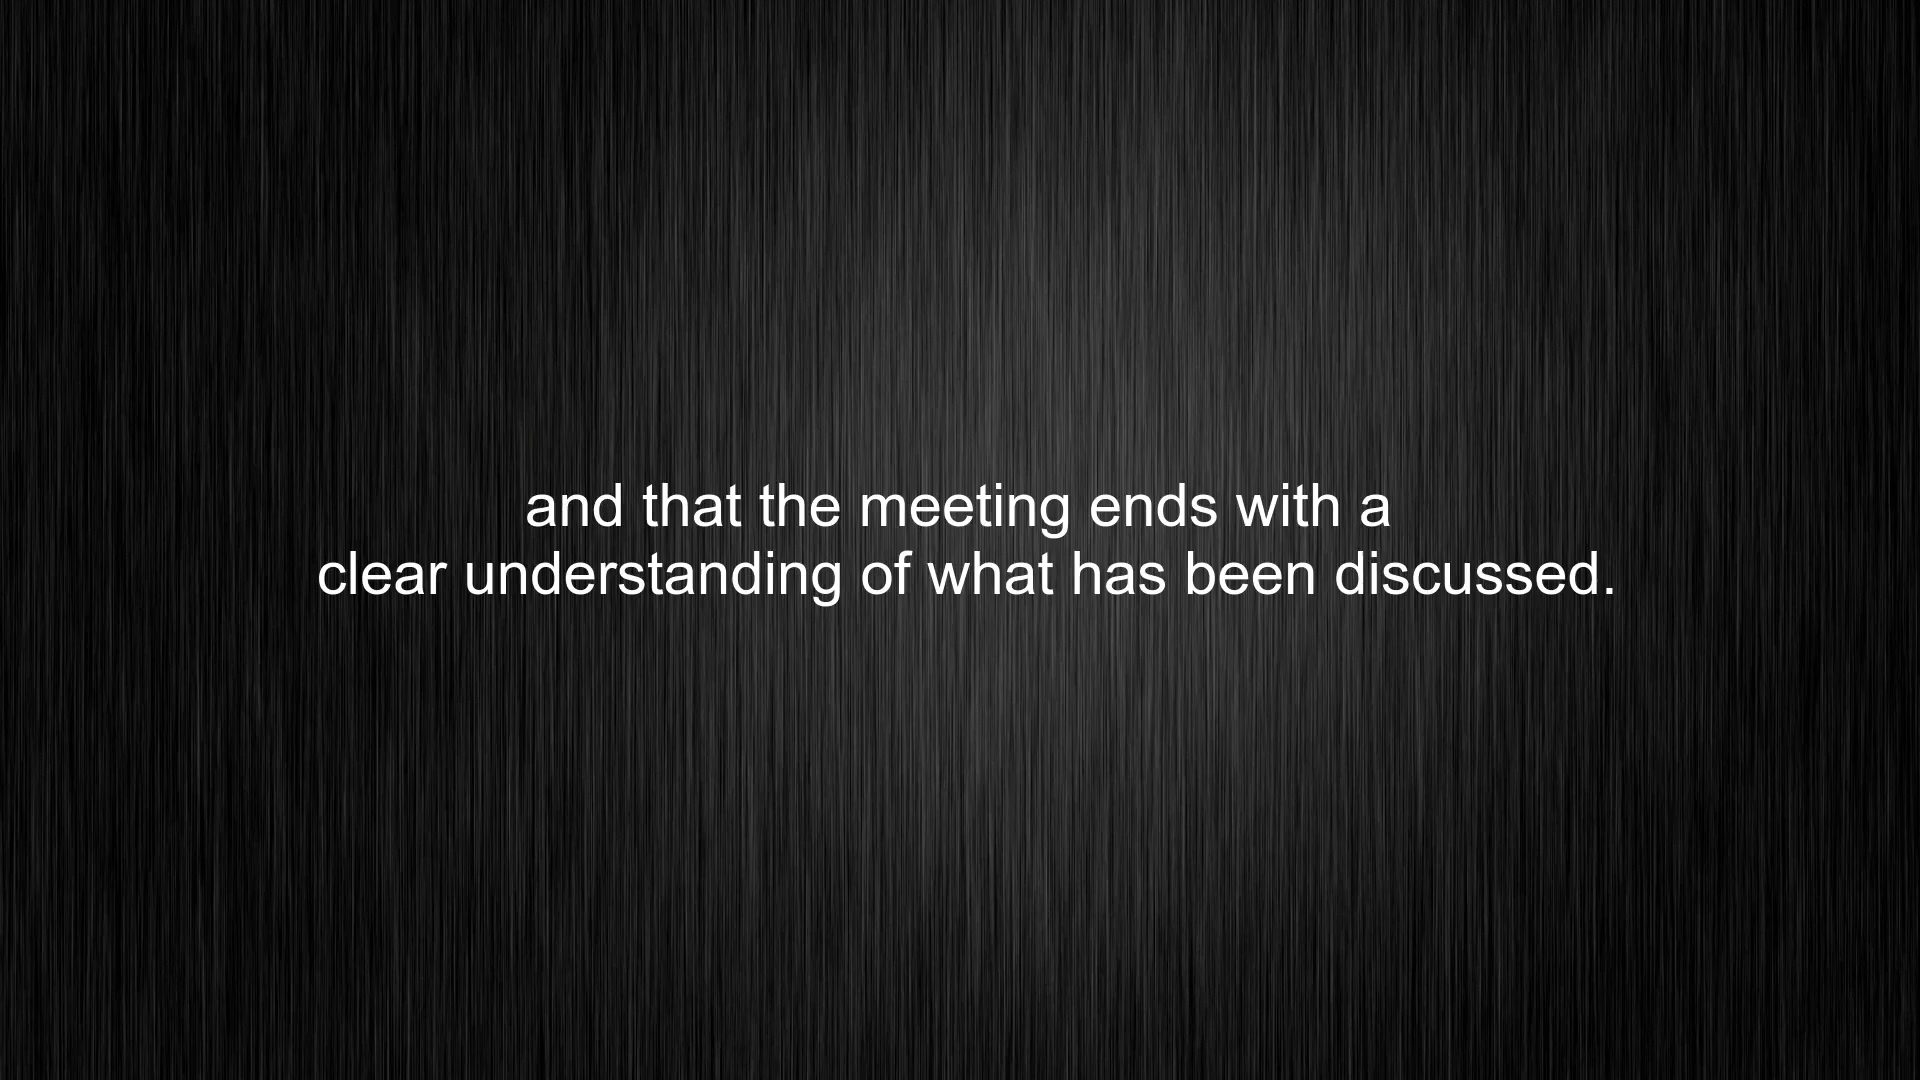 and that the meeting ends with a
clear understanding of what has been discussed.